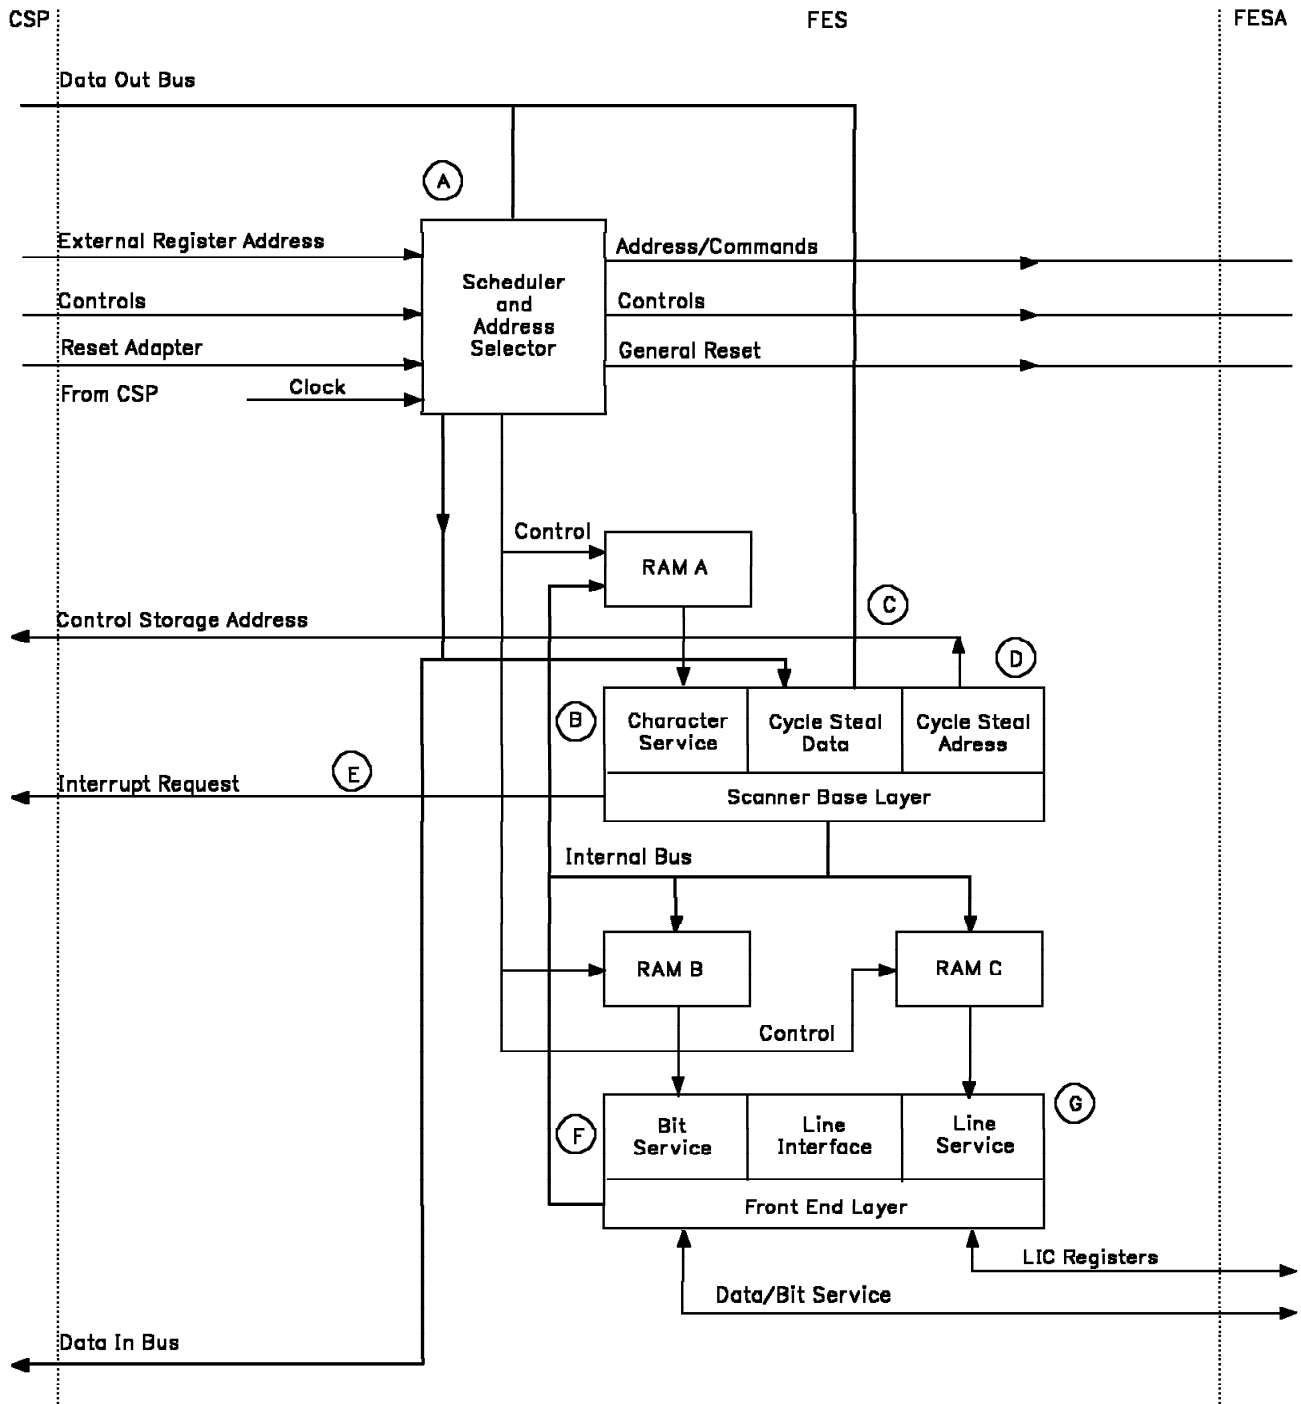 CSP
FES
FESA
Data Out Bus
A
External Register Address
Address/Commands
Scheduler
and
Address
Selector
Controls
Controls
Reset Adapter
General Reset
From CSP
Clock
Control
RAM A
C
Control Storage Address
D
B
Character
Service
Cycle Steal
Data
Cycle Steal
Adress
E
Interrupt Request
Scanner Base Layer
Internal Bus
RAM B
RAM C
Control
G
F
Bit
Service
Line
Interface
Line
Service
Front End Layer
LIC Registers
Data/Bit Service
Data In Bus